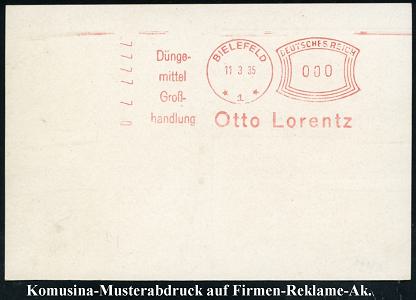 Dünge-
mittel
Groß-
handlung
BIELEFELD
11 3 35
* 1 *
DEUTSCHES REICH
000
Otto Lorentz
Komusina-Musterabdruck auf Firmen-Reklame-Ak.